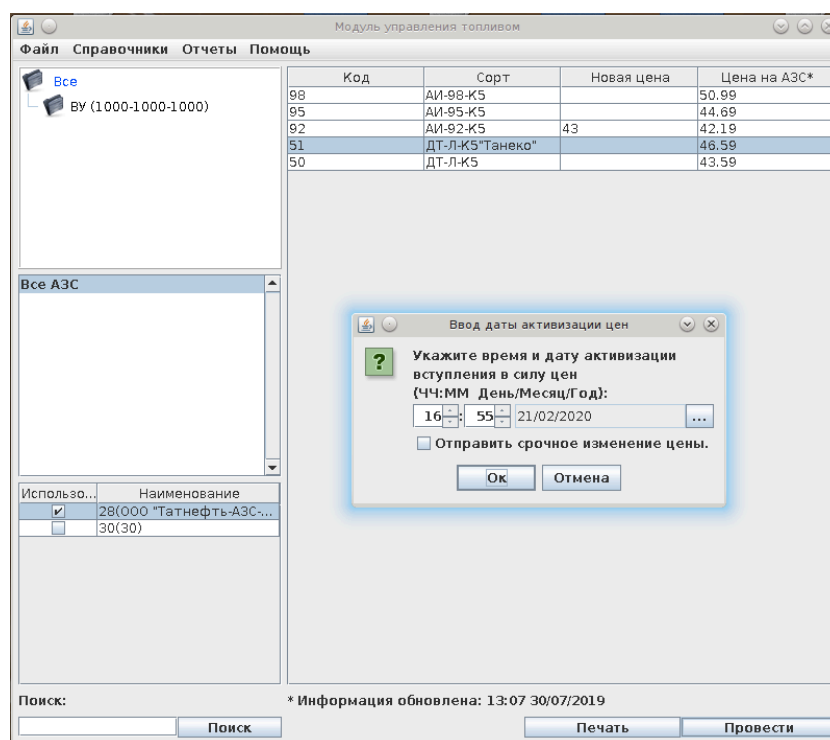 Модуль управления топливом
Файл Справочники Отчеты Помощь
Все
ВУ (1000-1000-1000)
Код Сорт Новая цена Цена на АЗС*
98 АИ-98-К5 50.99
95 АИ-95-К5 44.69
92 АИ-92-К5 43 42.19
51 ДТ-Л-К5"Танеко" 46.59
50 ДТ-Л-К5 43.59
Все АЗС
Ввод даты активизации цен
Укажите время и дату активизации
вступления в силу цен
(ЧЧ:ММ День/Месяц/Год):
16 : 55 21/02/2020 ...
Отправить срочное изменение цены.
Ок Отмена
Использо... Наименование
28(ООО "Татнефть-АЗС-...
30(30)
Поиск:
* Информация обновлена: 13:07 30/07/2019
Поиск Печать Провести